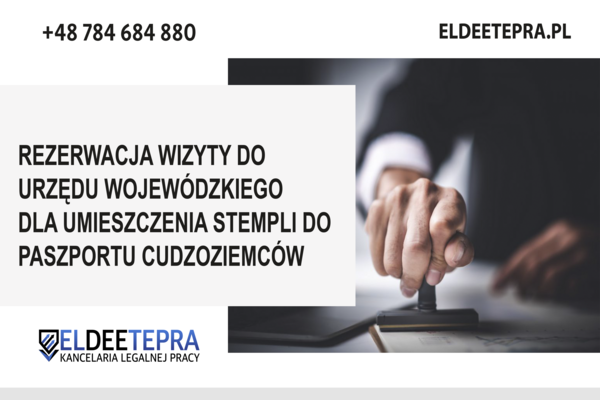 +48 784 684 880
ELDEETEPRA.PL
REZERWACJA WIZYTY DO
URZĘDU WOJEWÓDZKIEGO
DLA UMIESZCZENIA STEMPLI DO
PASZPORTU CUDZOZIEMCÓW
ELDEETEPRA
KANCELARIA LEGALNEJ PRACY